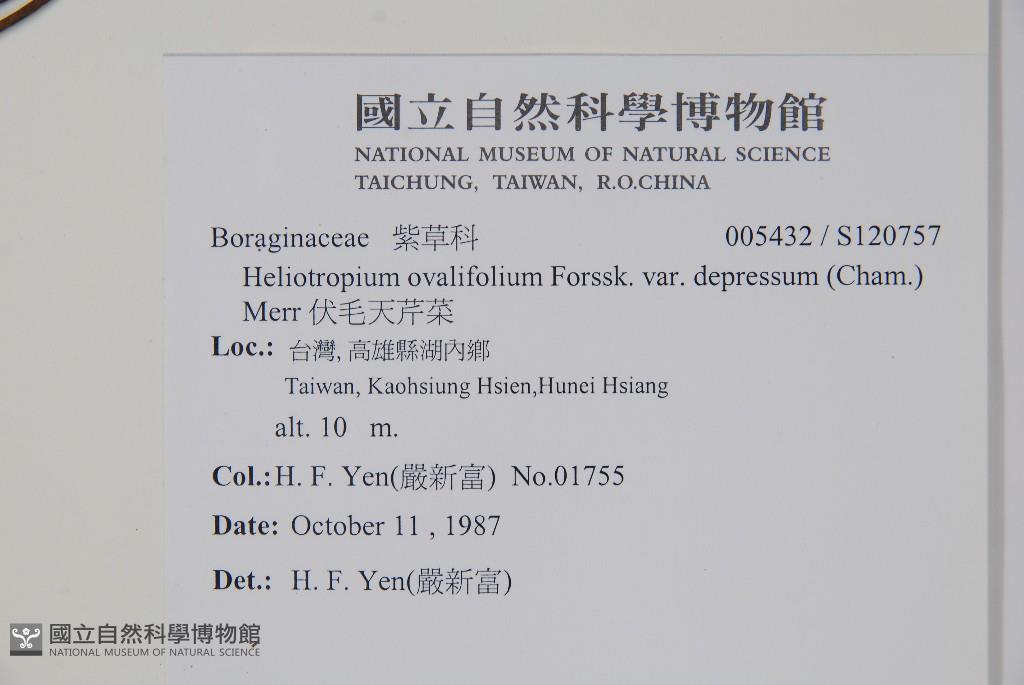 國立自然科學博物館
NATIONAL MUSEUM OF NATURAL SCIENCE
TAICHUNG, TAIWAN, R.O.CHINA
Boraginaceae 紫草科 005432 / S120757
Heliotropium ovalifolium Forssk. var. depressum (Cham.)
Merr 伏毛天芹菜
Loc.: 台灣, 高雄縣湖內鄉
Taiwan, Kaohsiung Hsien,Hunei Hsiang
alt. 10 m.
Col.: H. F. Yen(嚴新富) No.01755
Date: October 11 , 1987
Det.: H. F. Yen(嚴新富)
國立自然科學博物館
NATIONAL MUSEUM OF NATURAL SCIENCE